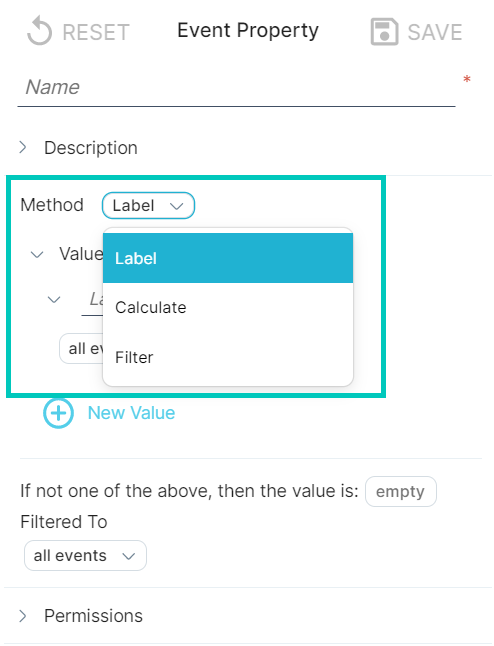 RESET Event Property SAVE
Name *
Description
Method Label
Value
Label
La
Calculate
all ev
Filter
New Value
If not one of the above, then the value is: empty
Filtered To
all events
Permissions